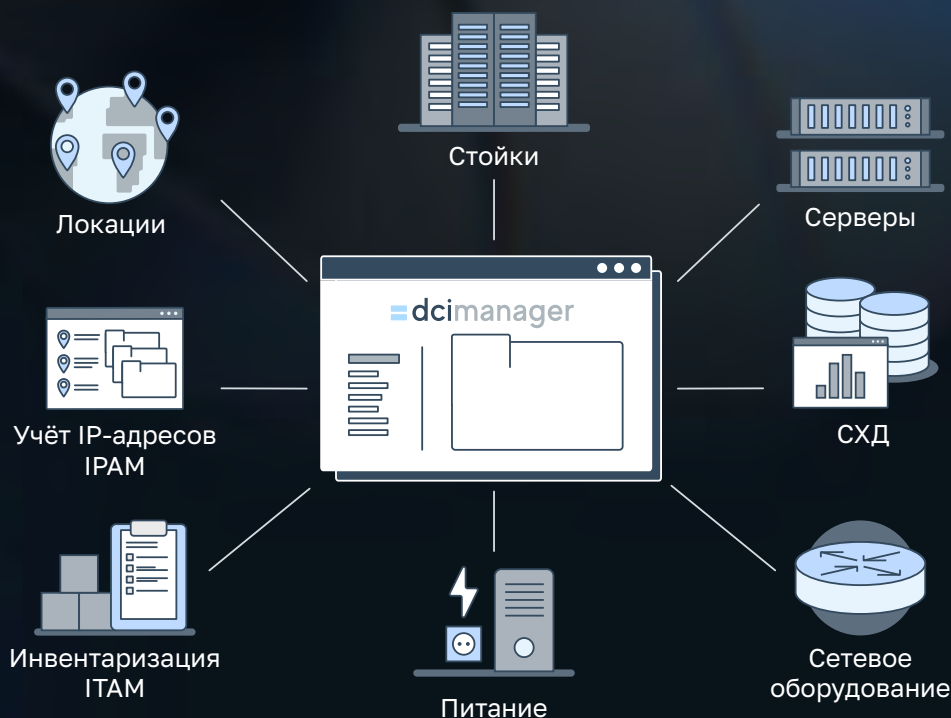 Стойки
Локации
Серверы
dcimanager
Учёт IP-адресов
IPAM
СХД
Инвентаризация
ITAM
Сетевое
оборудование
Питание